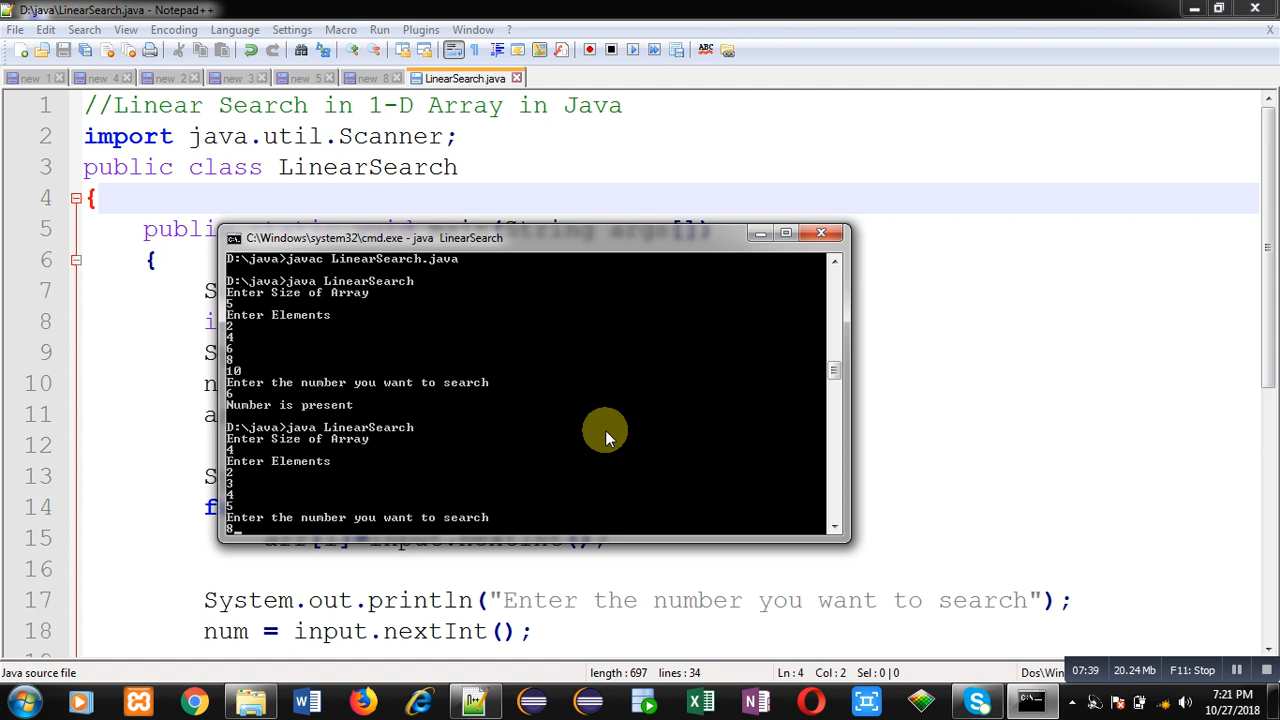 D:\java\LinearSearch.java - Notepad++
File Edit Search View Encoding Language Settings Macro Run Plugins Window ? X
new 1 new 4 new 2 new 3 new 5 new 8 LinearSearch.java
1 //Linear Search in 1-D Array in Java
2 import java.util.Scanner;
3 public class LinearSearch
4 {
5 publi
6 {
7 S
8 i
9 S
10 n
11 a
12
13 S
14 f
15 arr[i]=input.nextInt();
16
17 System.out.println("Enter the number you want to search");
18 num = input.nextInt();
C:\Windows\system32\cmd.exe - java LinearSearch
D:\java>javac LinearSearch.java
D:\java>java LinearSearch
Enter Size of Array
5
Enter Elements
2
4
6
8
10
Enter the number you want to search
6
Number is present
D:\java>java LinearSearch
Enter Size of Array
4
Enter Elements
2
3
4
5
Enter the number you want to search
8_
Java source file length : 697 lines : 34 Ln : 4 Col : 2 Sel : 0 | 0 Dos\Win
07:39 20.24 Mb F11: Stop
7:21 PM
10/27/2018